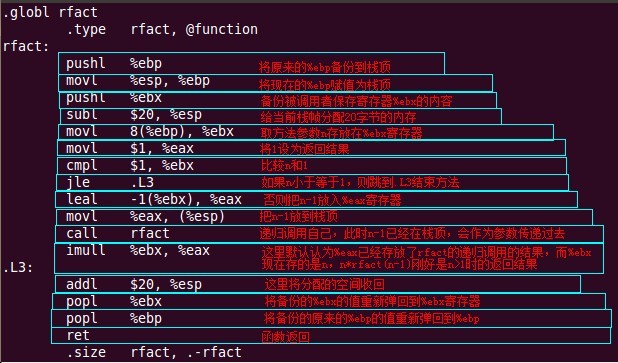 .globl rfact
.type rfact, @function
rfact:
pushl %ebp 将原来的%ebp备份到栈顶
movl %esp, %ebp 将现在的%ebp赋值为栈顶
pushl %ebx 备份被调用者保存寄存器%ebx的内容
subl $20, %esp 给当前栈帧分配20字节的内存
movl 8(%ebp), %ebx 取方法参数n存放在%ebx寄存器
movl $1, %eax 将1设为返回结果
cmpl $1, %ebx 比较n和1
jle .L3 如果n小于等于1，则跳到.L3结束方法
leal -1(%ebx), %eax 否则把n-1放入%eax寄存器
movl %eax, (%esp) 把n-1放到栈顶
call rfact 递归调用自己，此时n-1已经在栈顶，会作为参数传递过去
imull %ebx, %eax 这里默认认为%eax已经存放了rfact的递归调用的结果，而%ebx
现在存的是n，n*rfact(n-1)刚好是n>1时的返回结果
.L3:
addl $20, %esp 这里将分配的空间收回
popl %ebx 将备份的%ebx的值重新弹回到%ebx寄存器
popl %ebp 将备份的原来的%ebp的值重新弹回到%ebp
ret 函数返回
.size rfact, .-rfact